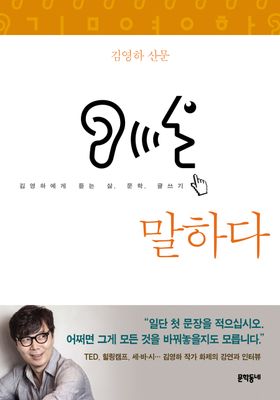 김영하 산문
김영하에게 듣는 삶, 문학, 글쓰기
말하다
“일단 첫 문장을 적으십시오.
어쩌면 그게 모든 것을 바꿔놓을지도 모릅니다.”
TED, 힐링캠프, 세·바·시… 김영하 작가 화제의 강연과 인터뷰
문학동네